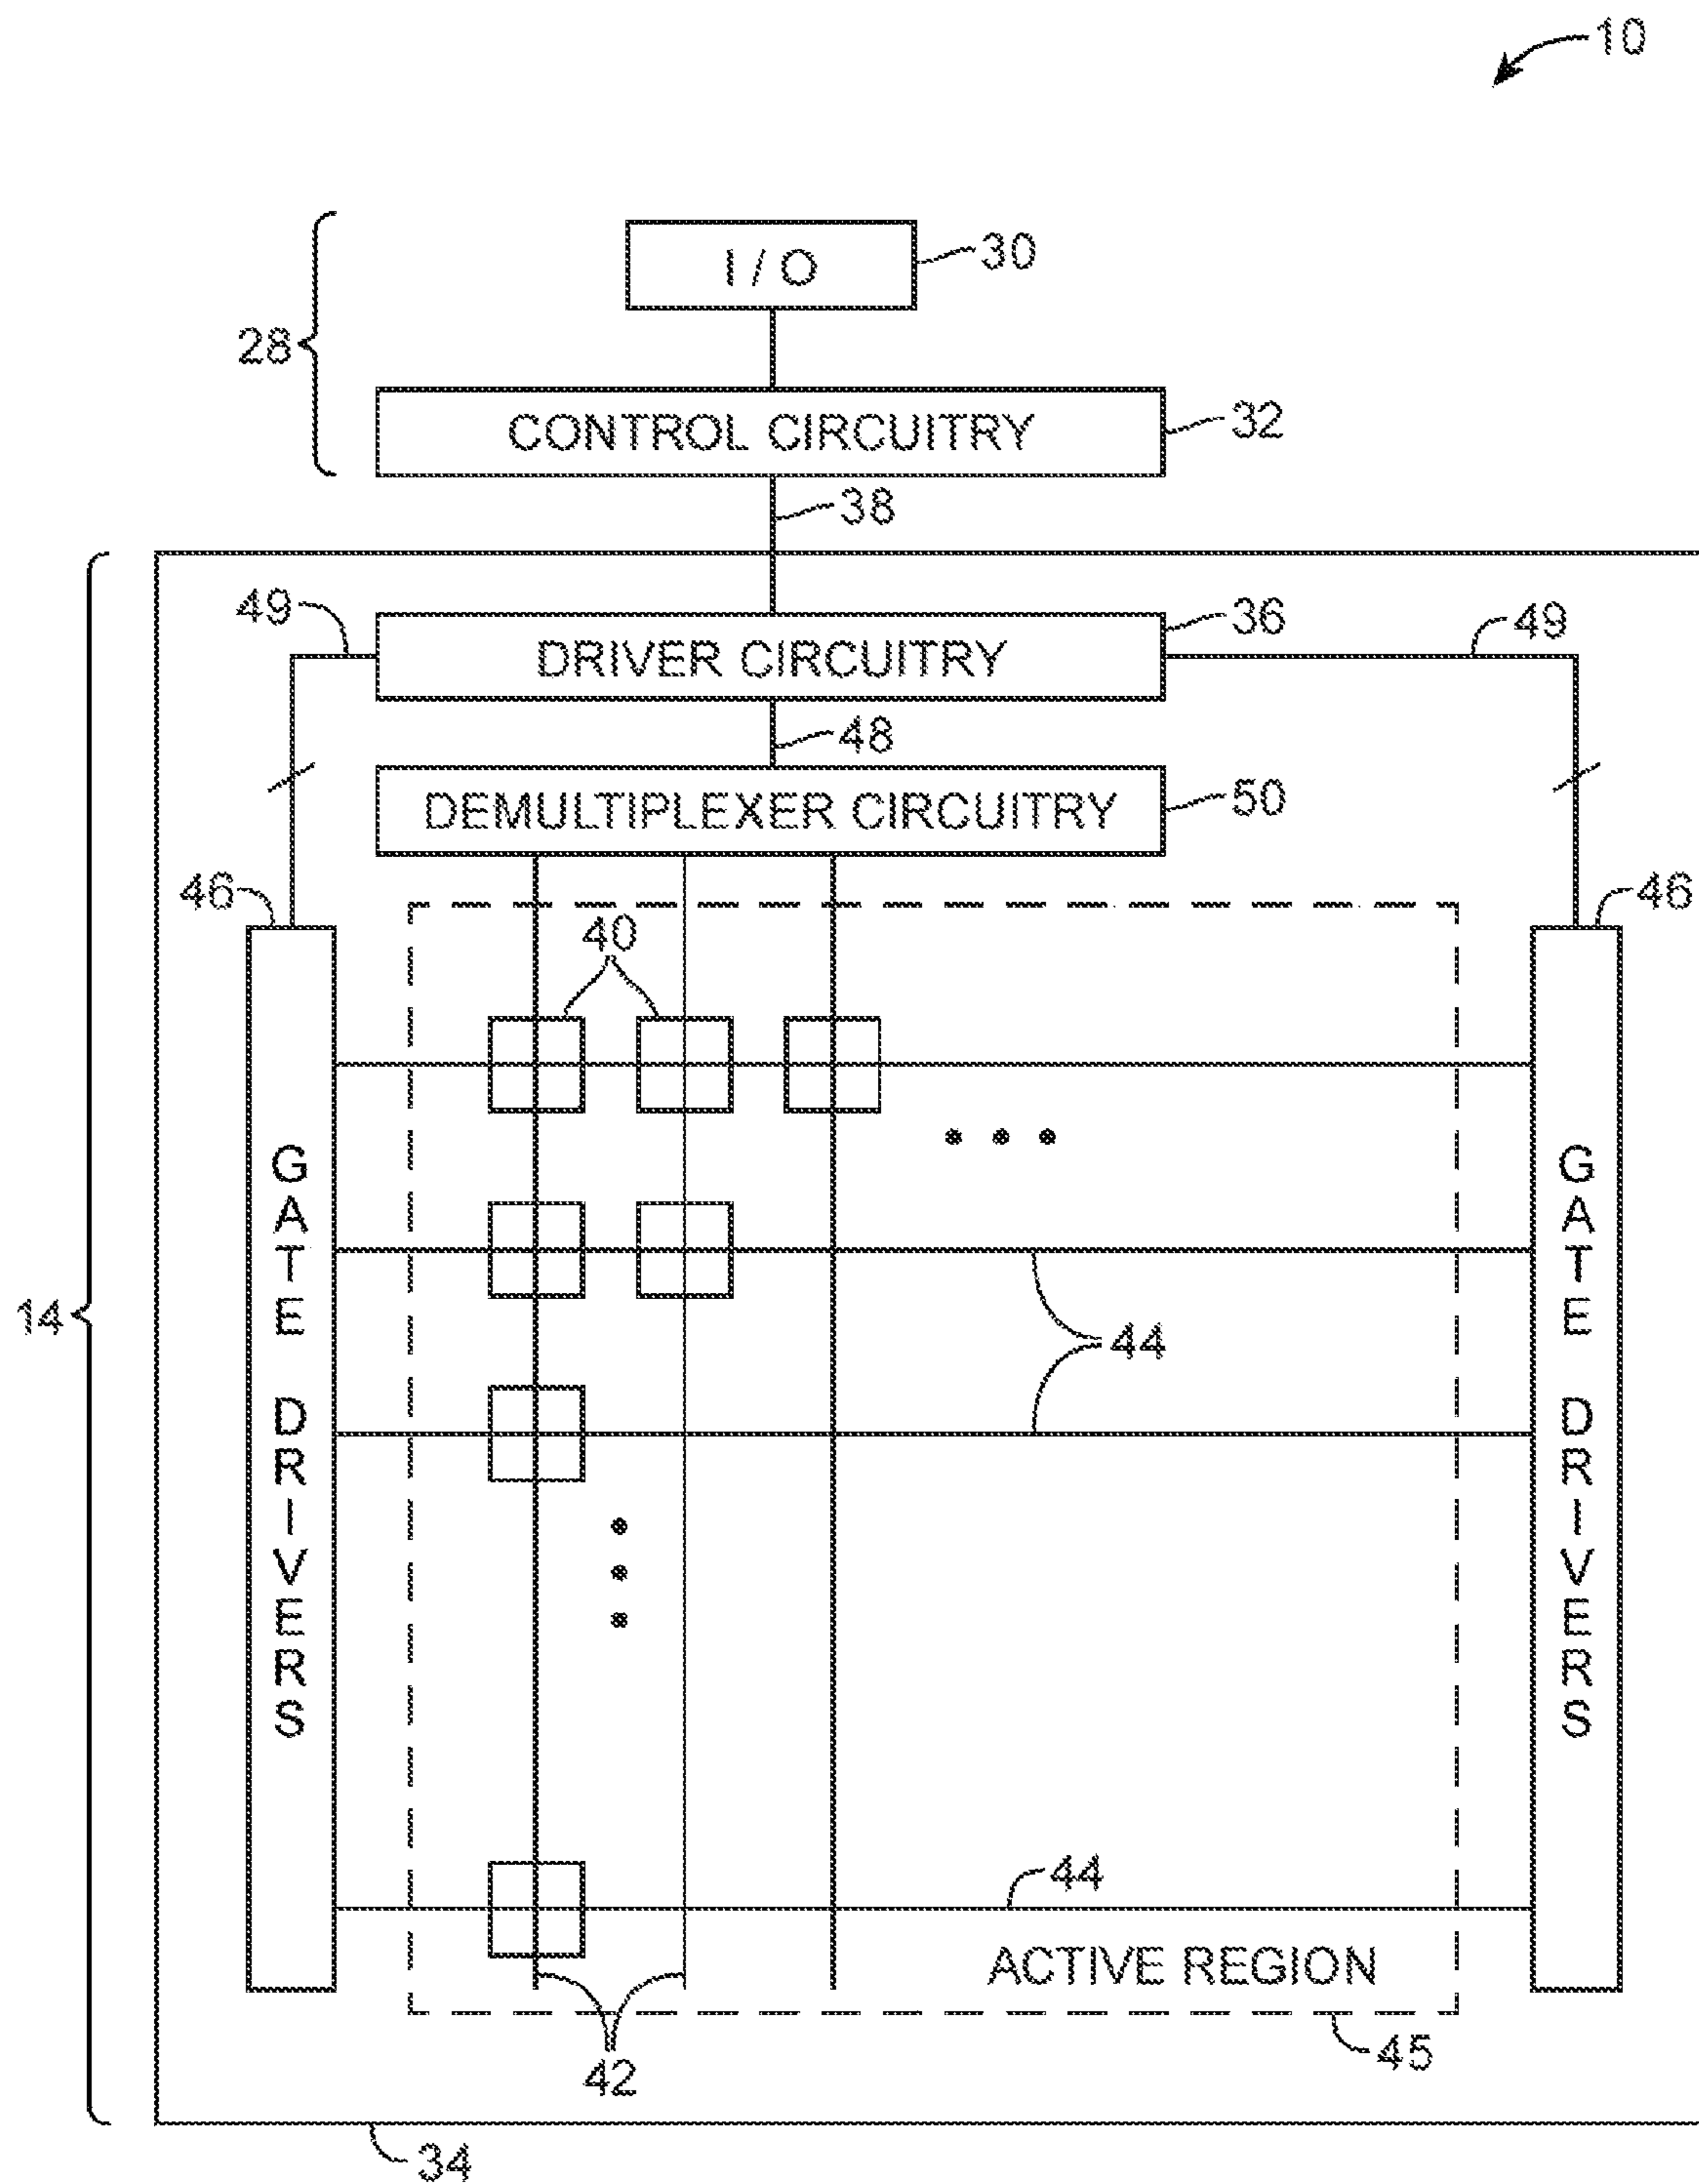 10
I / O
30
28
CONTROL CIRCUITRY
32
38
49
DRIVER CIRCUITRY
36
49
48
DEMULTIPLEXER CIRCUITRY
50
46
40
46
GATE DRIVERS
GATE DRIVERS
14
44
44
ACTIVE REGION
42
45
34